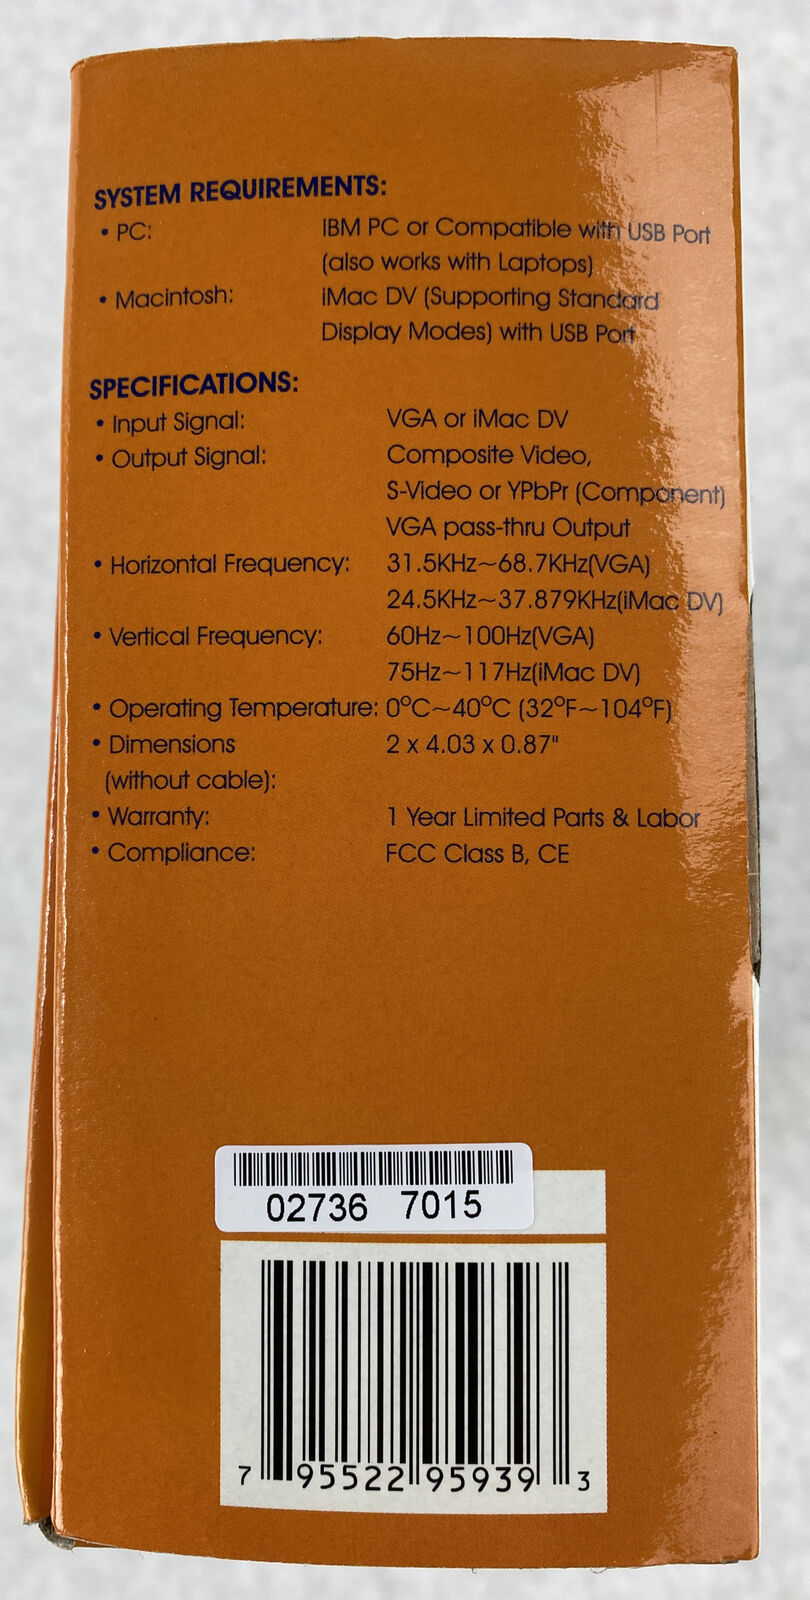 SYSTEM REQUIREMENTS:
• PC: IBM PC or Compatible with USB Port
(also works with Laptops)
• Macintosh: iMac DV (Supporting Standard
Display Modes) with USB Port
SPECIFICATIONS:
• Input Signal: VGA or iMac DV
• Output Signal: Composite Video,
S-Video or YPbPr (Component)
VGA pass-thru Output
• Horizontal Frequency: 31.5KHz~68.7KHz(VGA)
24.5KHz~37.879KHz(iMac DV)
• Vertical Frequency: 60Hz~100Hz(VGA)
75Hz~117Hz(iMac DV)
• Operating Temperature: 0°C~40°C (32°F~104°F)
• Dimensions 2 x 4.03 x 0.87"
(without cable):
• Warranty: 1 Year Limited Parts & Labor
• Compliance: FCC Class B, CE
02736 7015
7 95522 95939 3